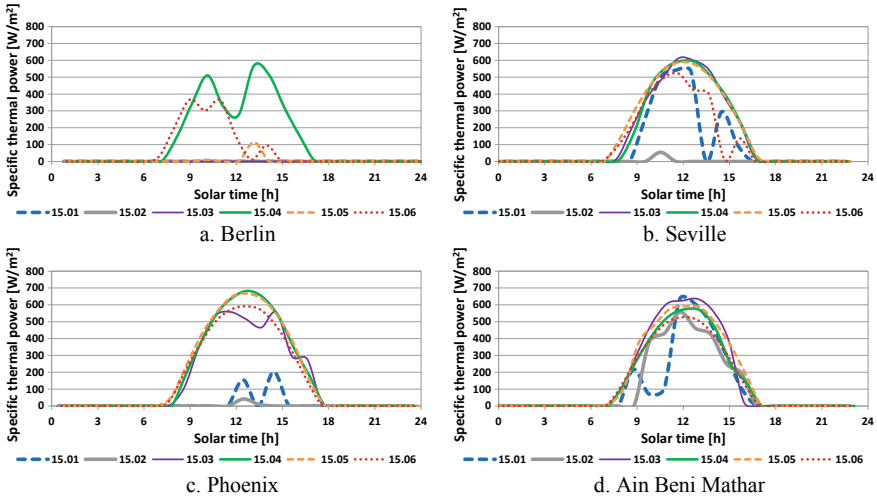 Specific thermal power [W/m²]
800
700
600
500
400
300
200
100
0
0 3 6 9 12 15 18 21 24
Solar time [h]
15.01 15.02 15.03 15.04 15.05 15.06
a. Berlin
Specific thermal power [W/m²]
800
700
600
500
400
300
200
100
0
0 3 6 9 12 15 18 21 24
Solar time [h]
15.01 15.02 15.03 15.04 15.05 15.06
b. Seville
Specific thermal power [W/m²]
800
700
600
500
400
300
200
100
0
0 3 6 9 12 15 18 21 24
Solar time [h]
15.01 15.02 15.03 15.04 15.05 15.06
c. Phoenix
Specific thermal power [W/m²]
800
700
600
500
400
300
200
100
0
0 3 6 9 12 15 18 21 24
Solar time [h]
15.01 15.02 15.03 15.04 15.05 15.06
d. Ain Beni Mathar